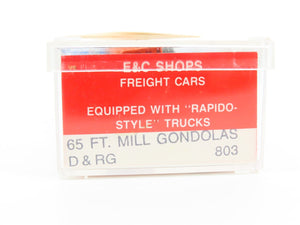 E&C SHOPS
FREIGHT CARS
EQUIPPED WITH "RAPIDO-
STYLE" TRUCKS
65 FT. MILL GONDOLAS
D & RG 803